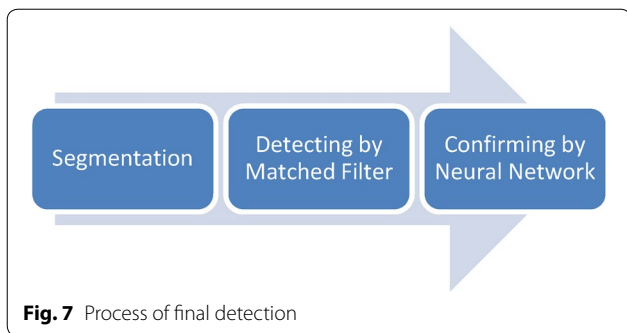 Segmentation
Detecting by
Matched Filter
Confirming by
Neural Network
Fig. 7 Process of final detection